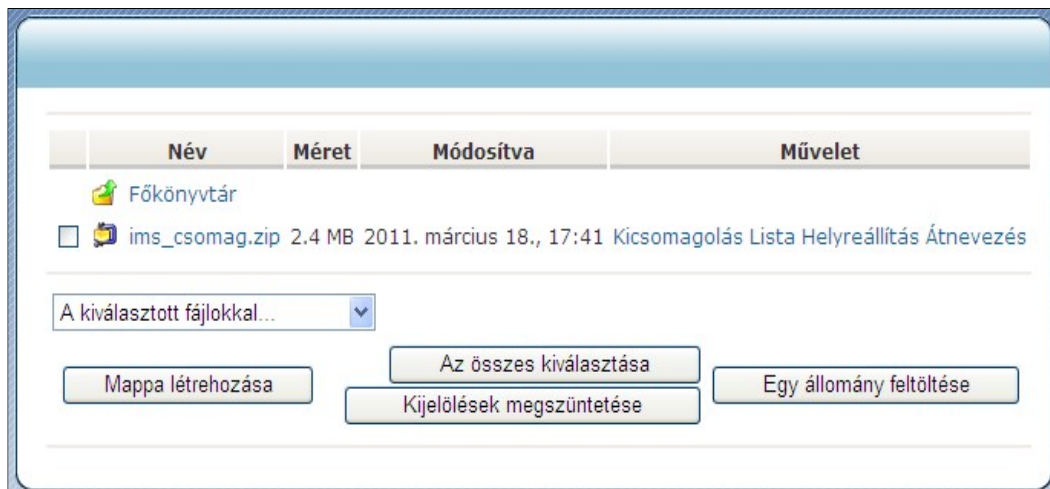 Név Méret Módosítva Művelet
Főkönyvtár
ims_csomag.zip 2.4 MB 2011. március 18., 17:41 Kicsomagolás Lista Helyreállítás Átnevezés
A kiválasztott fájlokkal...
Mappa létrehozása
Az összes kiválasztása
Kijelölések megszüntetése
Egy állomány feltöltése